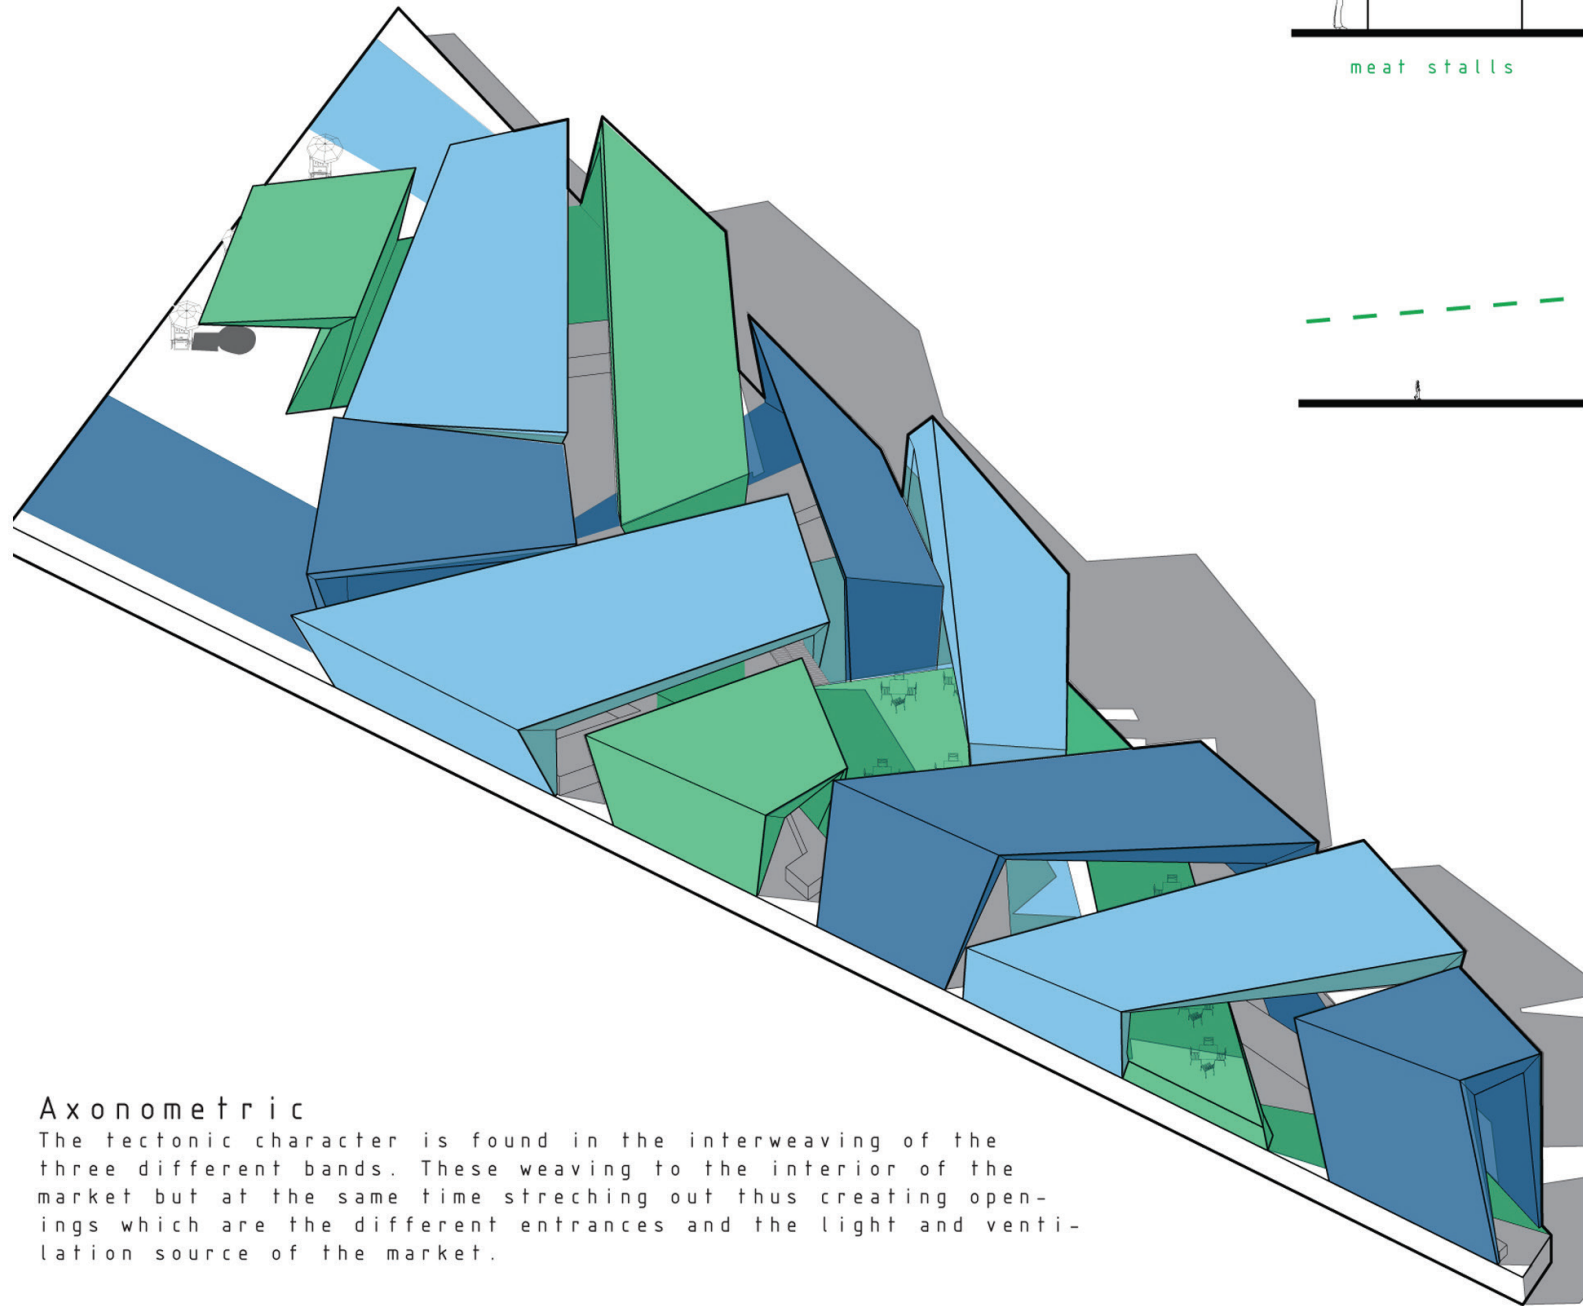 meat stalls
Axonometric
The tectonic character is found in the interweaving of the
three different bands. These weaving to the interior of the
market but at the same time streching out thus creating open-
ings which are the different entrances and the light and venti-
lation source of the market.